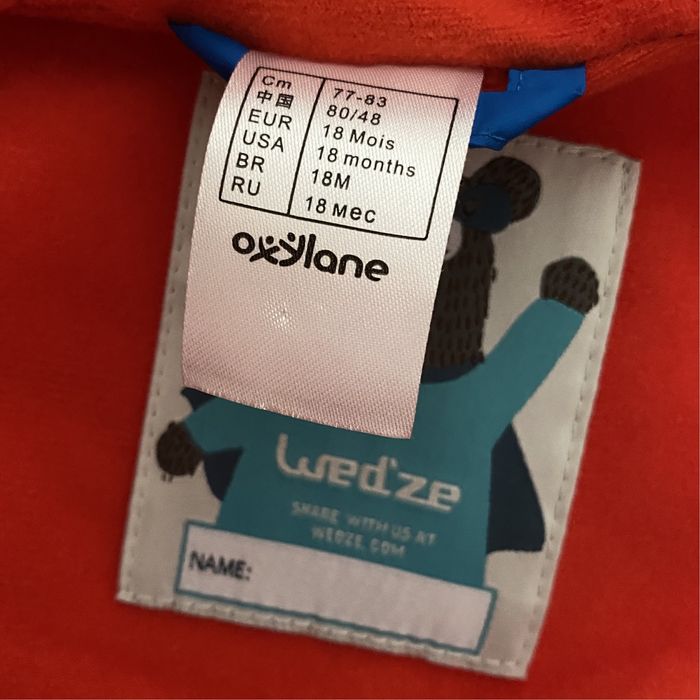 Cm 77-83
中国 80/48
EUR 18 Mois
USA 18 months
BR 18M
RU 18 мес
oxylane
wed'ze
SHARE WITH US AT
WEDZE.COM
NAME: